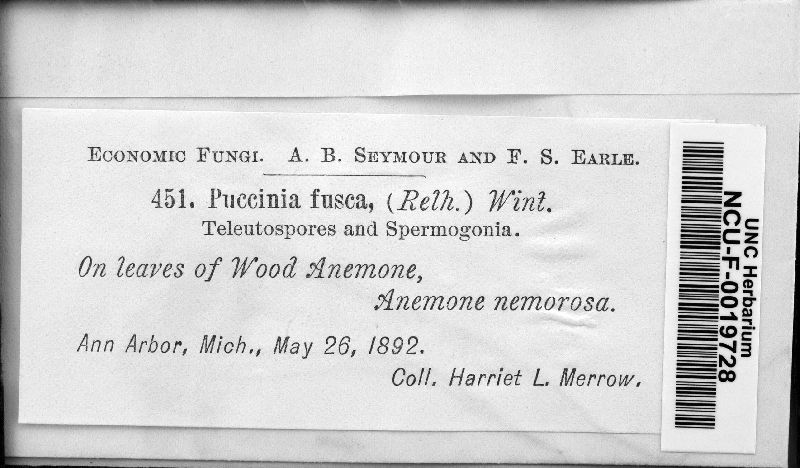 Economic Fungi. A. B. Seymour and F. S. Earle.
451. Puccinia fusca, (Relh.) Wint.
Teleutospores and Spermogonia.
On leaves of Wood Anemone,
Anemone nemorosa.
Ann Arbor, Mich., May 26, 1892.
Coll. Harriet L. Merrow.
UNC Herbarium
NCU-F-0019728